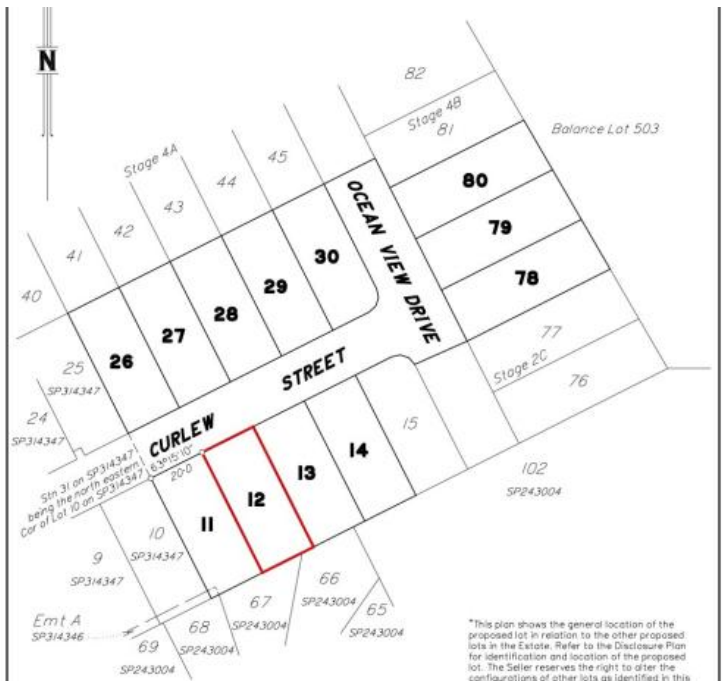 N
82
Stage 4B
81
Balance Lot 503
80
79
78
45
44
Stage 4A
43
42
41
40
OCEAN VIEW DRIVE
30
29
28
27
26
25
SP314347
24
SP314347
77
Stage 2C
76
CURLEW STREET
15
14
13
12
11
63°15'10"
20·0
Stn 31 on SP314347
being the north eastern
Cor of Lot 10 on SP314347
102
SP243004
10
SP314347
9
SP314347
66
SP243004
65
SP243004
67
SP243004
68
SP243004
69
SP243004
Emt A
SP314346
*This plan shows the general location of the
proposed lot in relation to the other proposed
lots in the Estate. Refer to the Disclosure Plan
for identification and location of the proposed
lot. The Seller reserves the right to alter the
configurations of other lots as identified in this